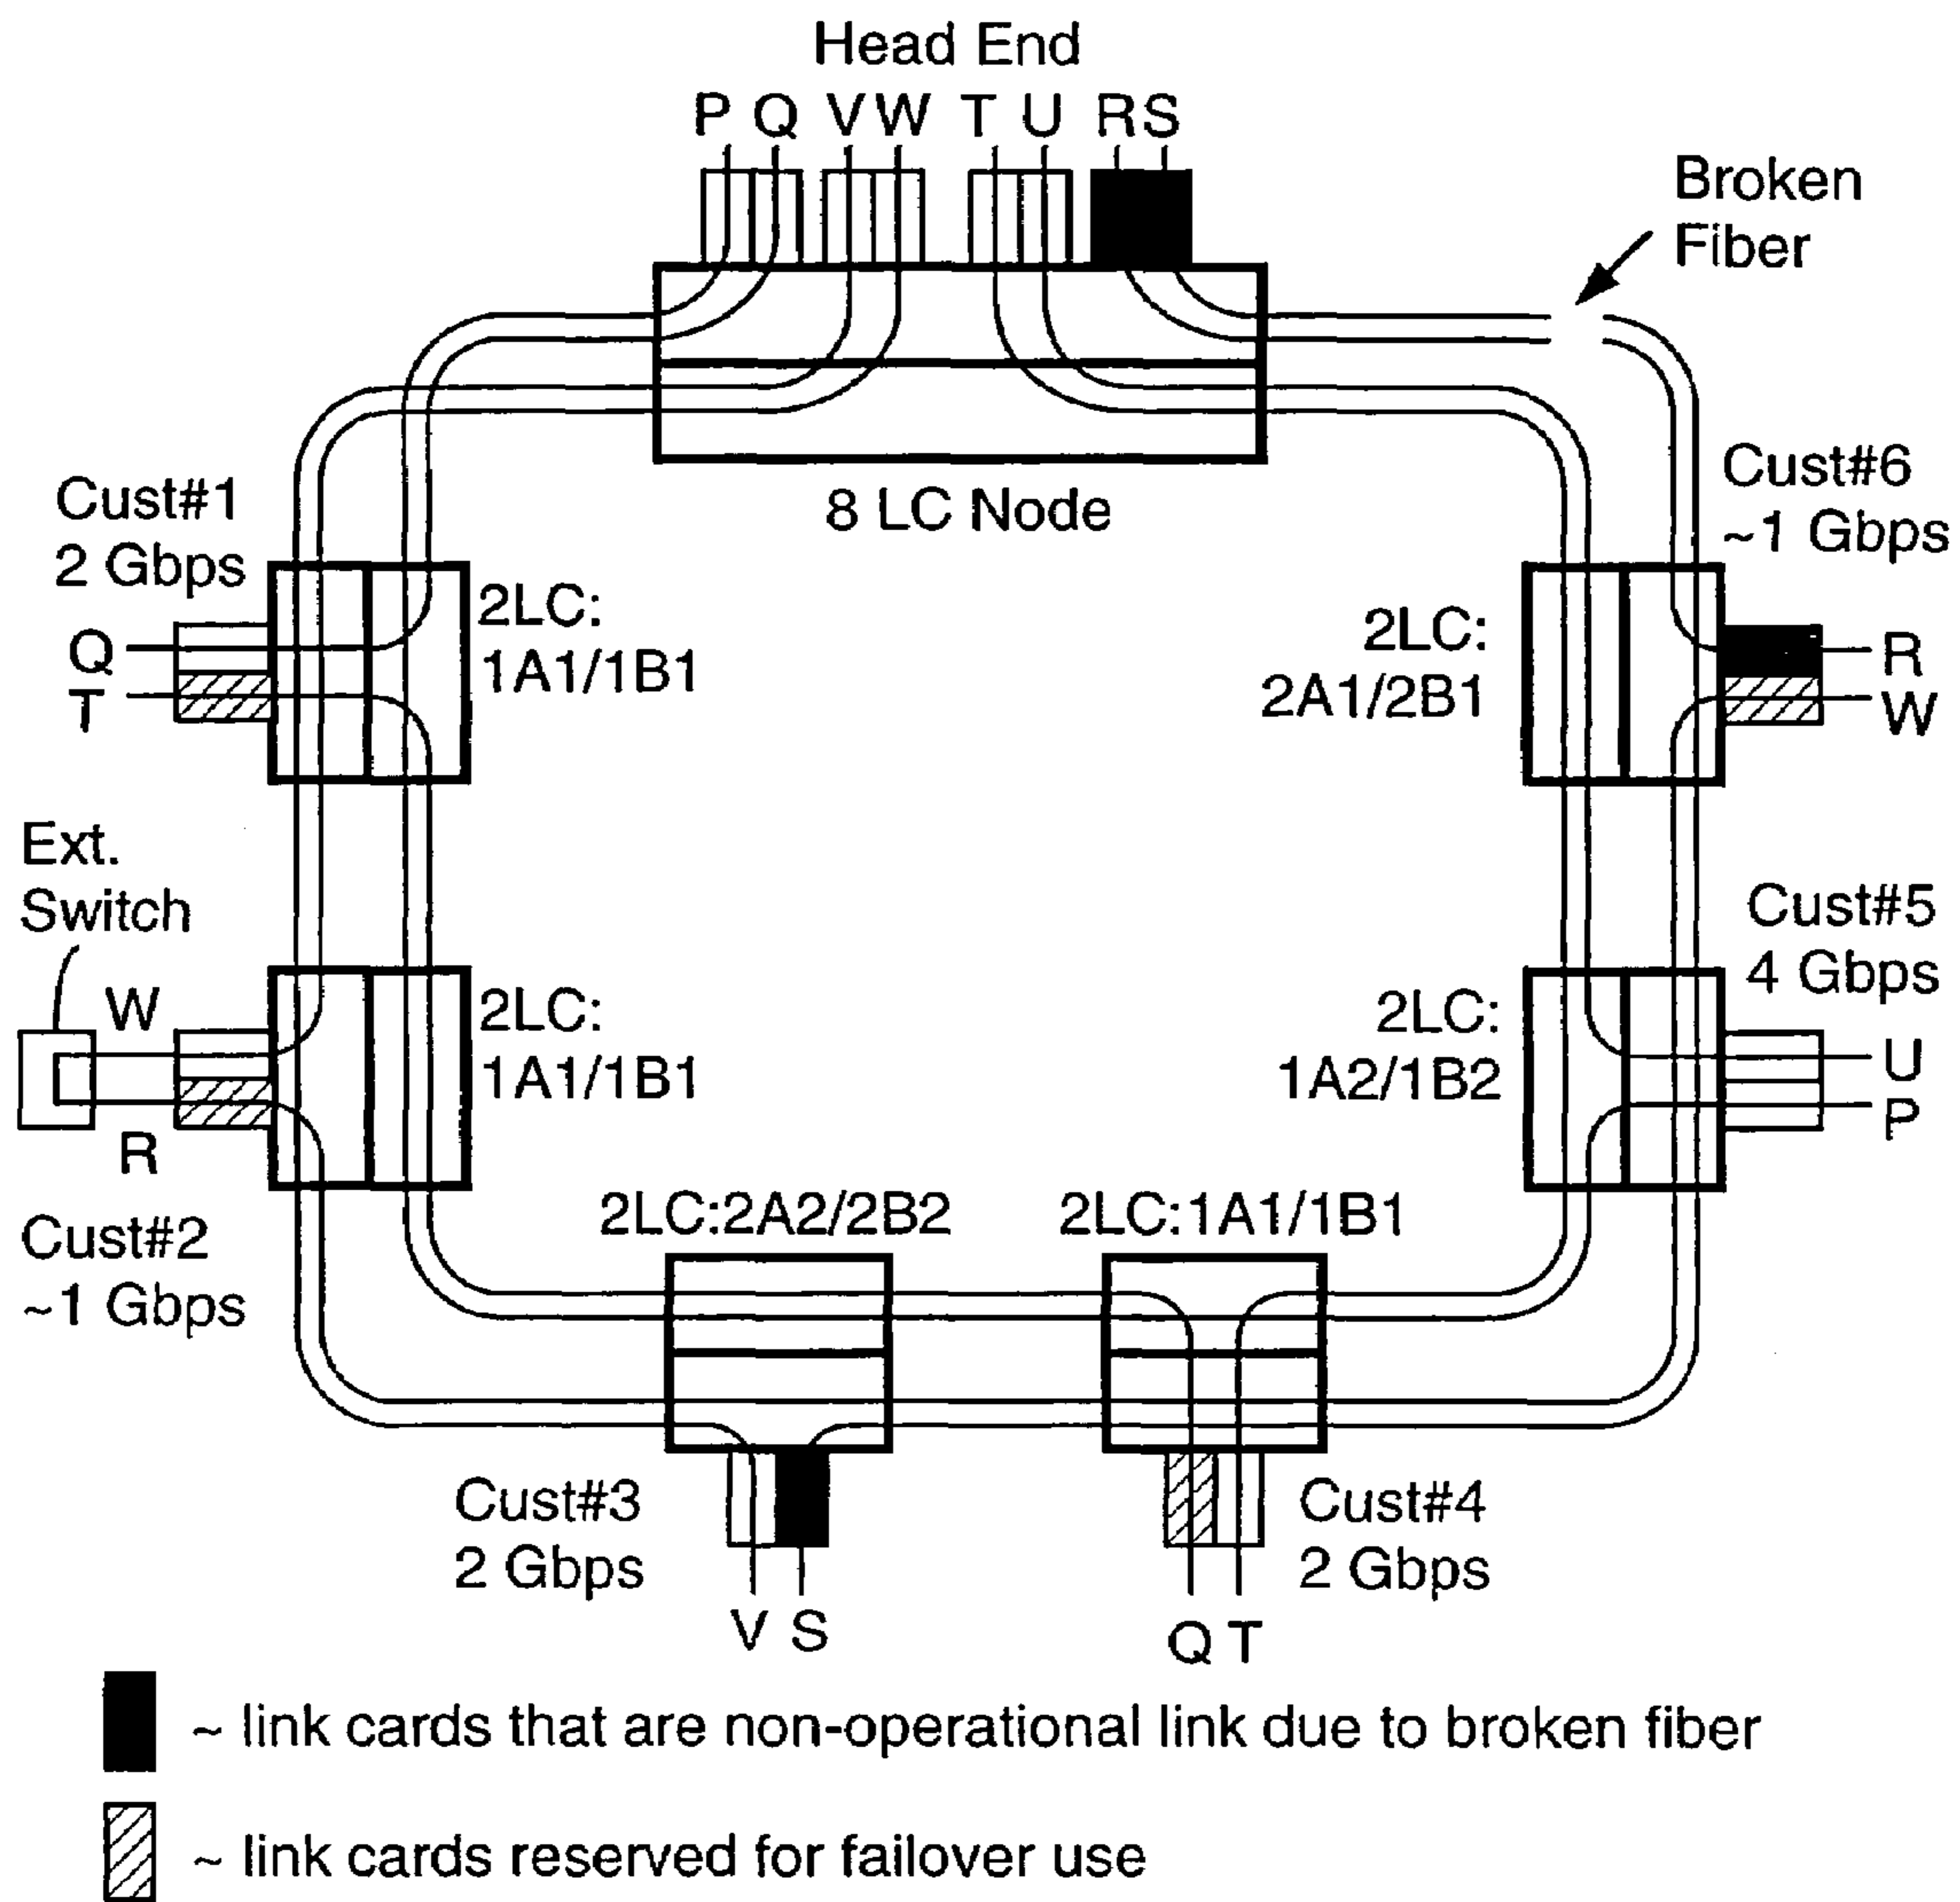 Head End
P Q V W T U R S
Broken
Fiber
8 LC Node
Cust#1
2 Gbps
2LC:
1A1/1B1
Q
T
Cust#6
~1 Gbps
2LC:
2A1/2B1
R
W
Ext.
Switch
W
R
2LC:
1A1/1B1
Cust#2
~1 Gbps
Cust#5
4 Gbps
2LC:
1A2/1B2
U
P
2LC:2A2/2B2
2LC:1A1/1B1
Cust#3
2 Gbps
V S
Cust#4
2 Gbps
Q T
~ link cards that are non-operational link due to broken fiber
~ link cards reserved for failover use